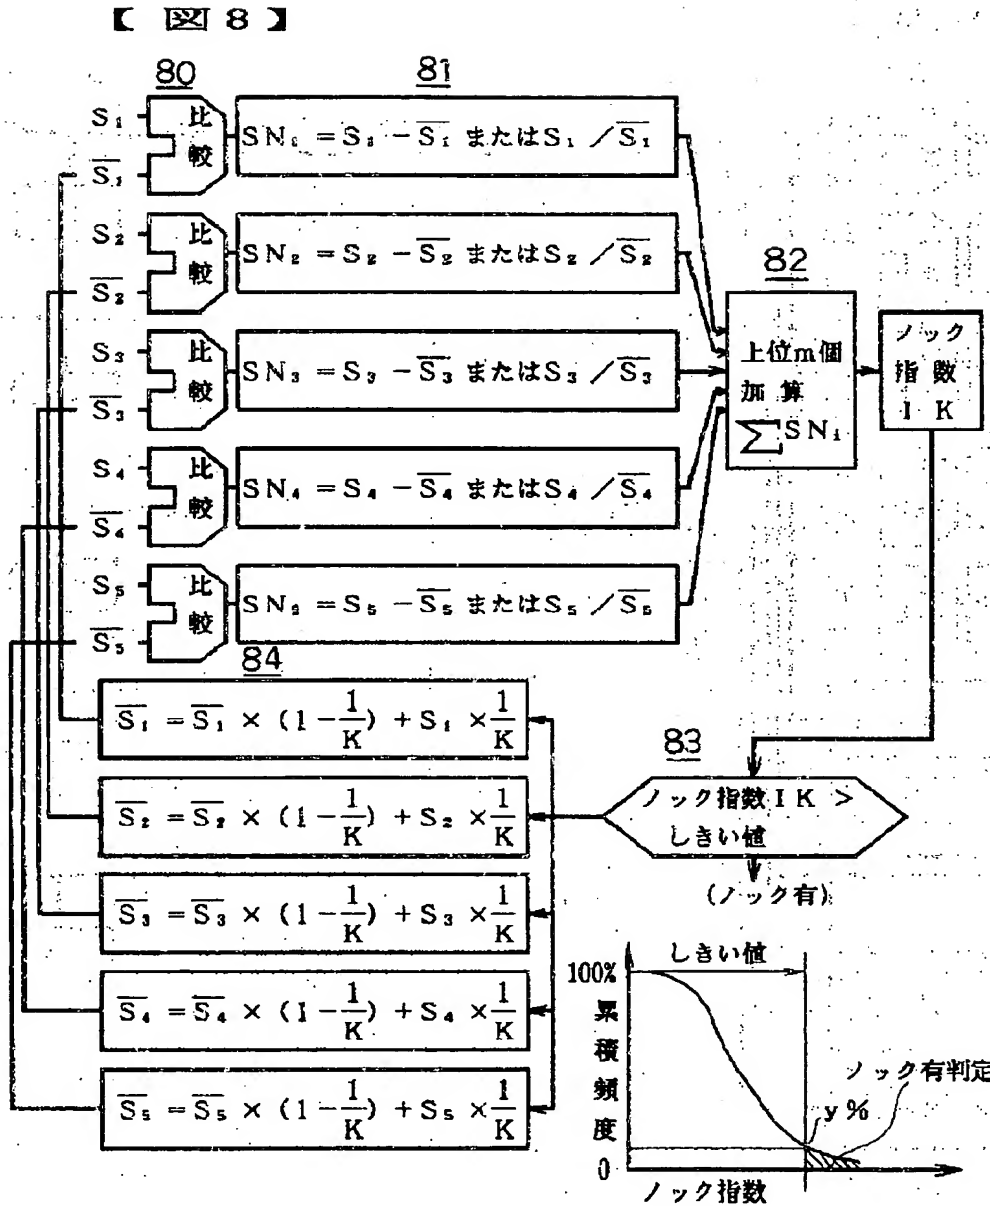 【 図 8 】
80
81
S₁
S₁̅
比較
SN₁ = S₁ − S₁̅ または S₁ / S₁̅
S₂
S₂̅
比較
SN₂ = S₂ − S₂̅ または S₂ / S₂̅
S₃
S₃̅
比較
SN₃ = S₃ − S₃̅ または S₃ / S₃̅
S₄
S₄̅
比較
SN₄ = S₄ − S₄̅ または S₄ / S₄̅
S₅
S₅̅
比較
SN₅ = S₅ − S₅̅ または S₅ / S₅̅
82
上位m個
加算
∑SNᵢ
ノック
指数
IK
84
S₁̅ = S₁̅ × (1−1/K) + S₁ × 1/K
S₂̅ = S₂̅ × (1−1/K) + S₂ × 1/K
S₃̅ = S₃̅ × (1−1/K) + S₃ × 1/K
S₄̅ = S₄̅ × (1−1/K) + S₄ × 1/K
S₅̅ = S₅̅ × (1−1/K) + S₅ × 1/K
83
ノック指数IK >
しきい値
(ノック有)
しきい値
100%
累積頻度
0
ノック有判定
y%
ノック指数